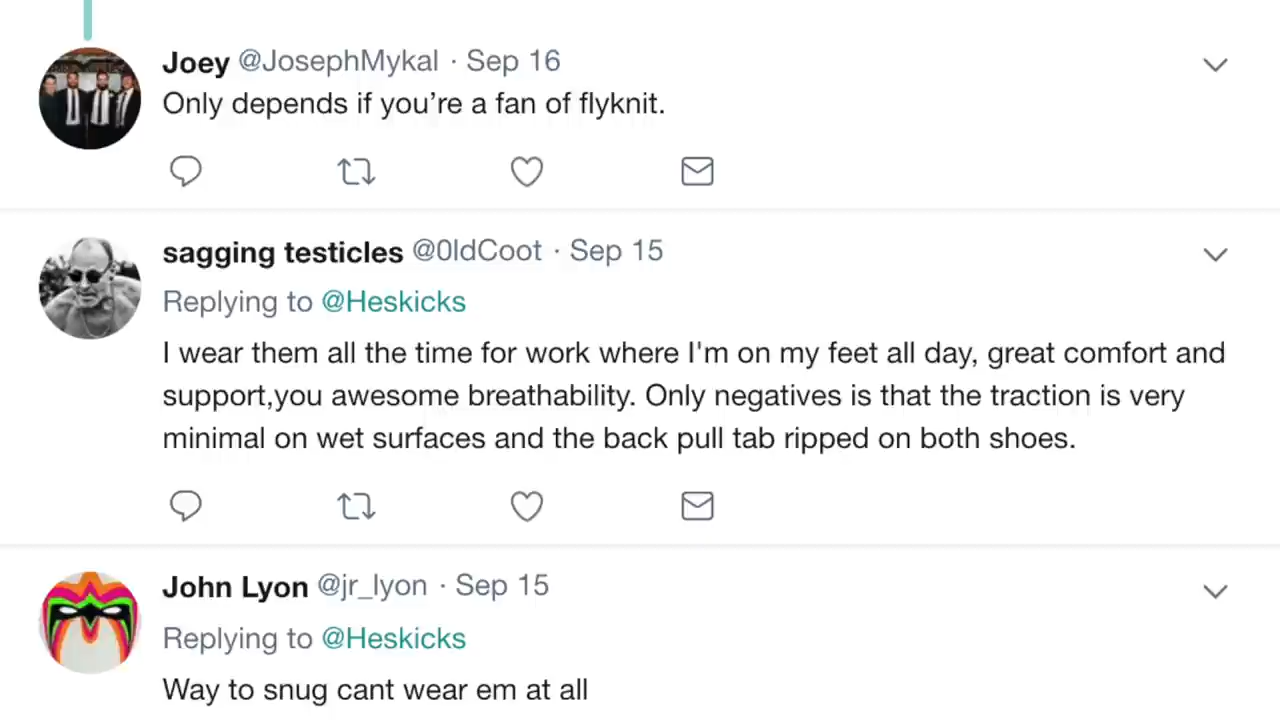 Joey @JosephMykal · Sep 16
Only depends if you’re a fan of flyknit.
sagging testicles @0ldCoot · Sep 15
Replying to @Heskicks
I wear them all the time for work where I'm on my feet all day, great comfort and
support,you awesome breathability. Only negatives is that the traction is very
minimal on wet surfaces and the back pull tab ripped on both shoes.
John Lyon @jr_lyon · Sep 15
Replying to @Heskicks
Way to snug cant wear em at all